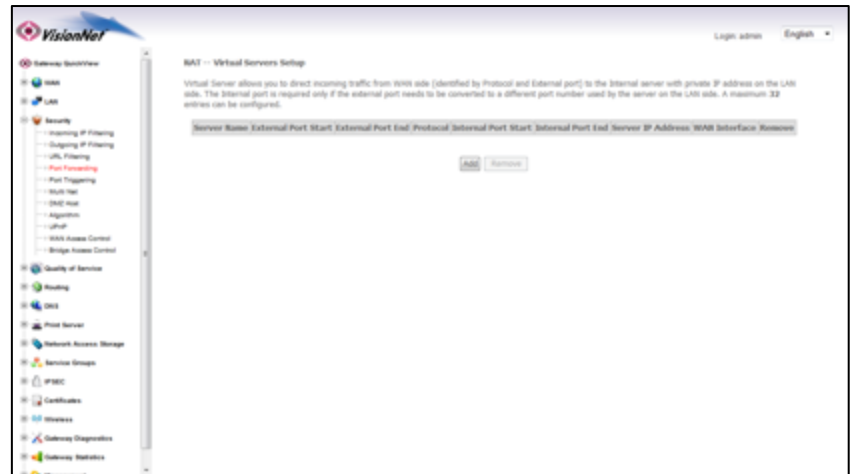 VisionNet
Login: admin
English
Gateway QuickView
WAN
LAN
Security
Incoming IP Filtering
Outgoing IP Filtering
URL Filtering
Port Forwarding
Port Triggering
Multi Nat
DMZ Host
Algorithm
UPnP
WAN Access Control
Bridge Access Control
Quality of Service
Routing
DNS
Print Server
Network Access Storage
Service Groups
IPSEC
Certificates
Wireless
Gateway Diagnostics
Gateway Statistics
NAT -- Virtual Servers Setup
Virtual Server allows you to direct incoming traffic from WAN side (identified by Protocol and External port) to the Internal server with private IP address on the LAN
side. The Internal port is required only if the external port needs to be converted to a different port number used by the server on the LAN side. A maximum 32
entries can be configured.
Server Name External Port Start External Port End Protocol Internal Port Start Internal Port End Server IP Address WAN Interface Remove
Add Remove